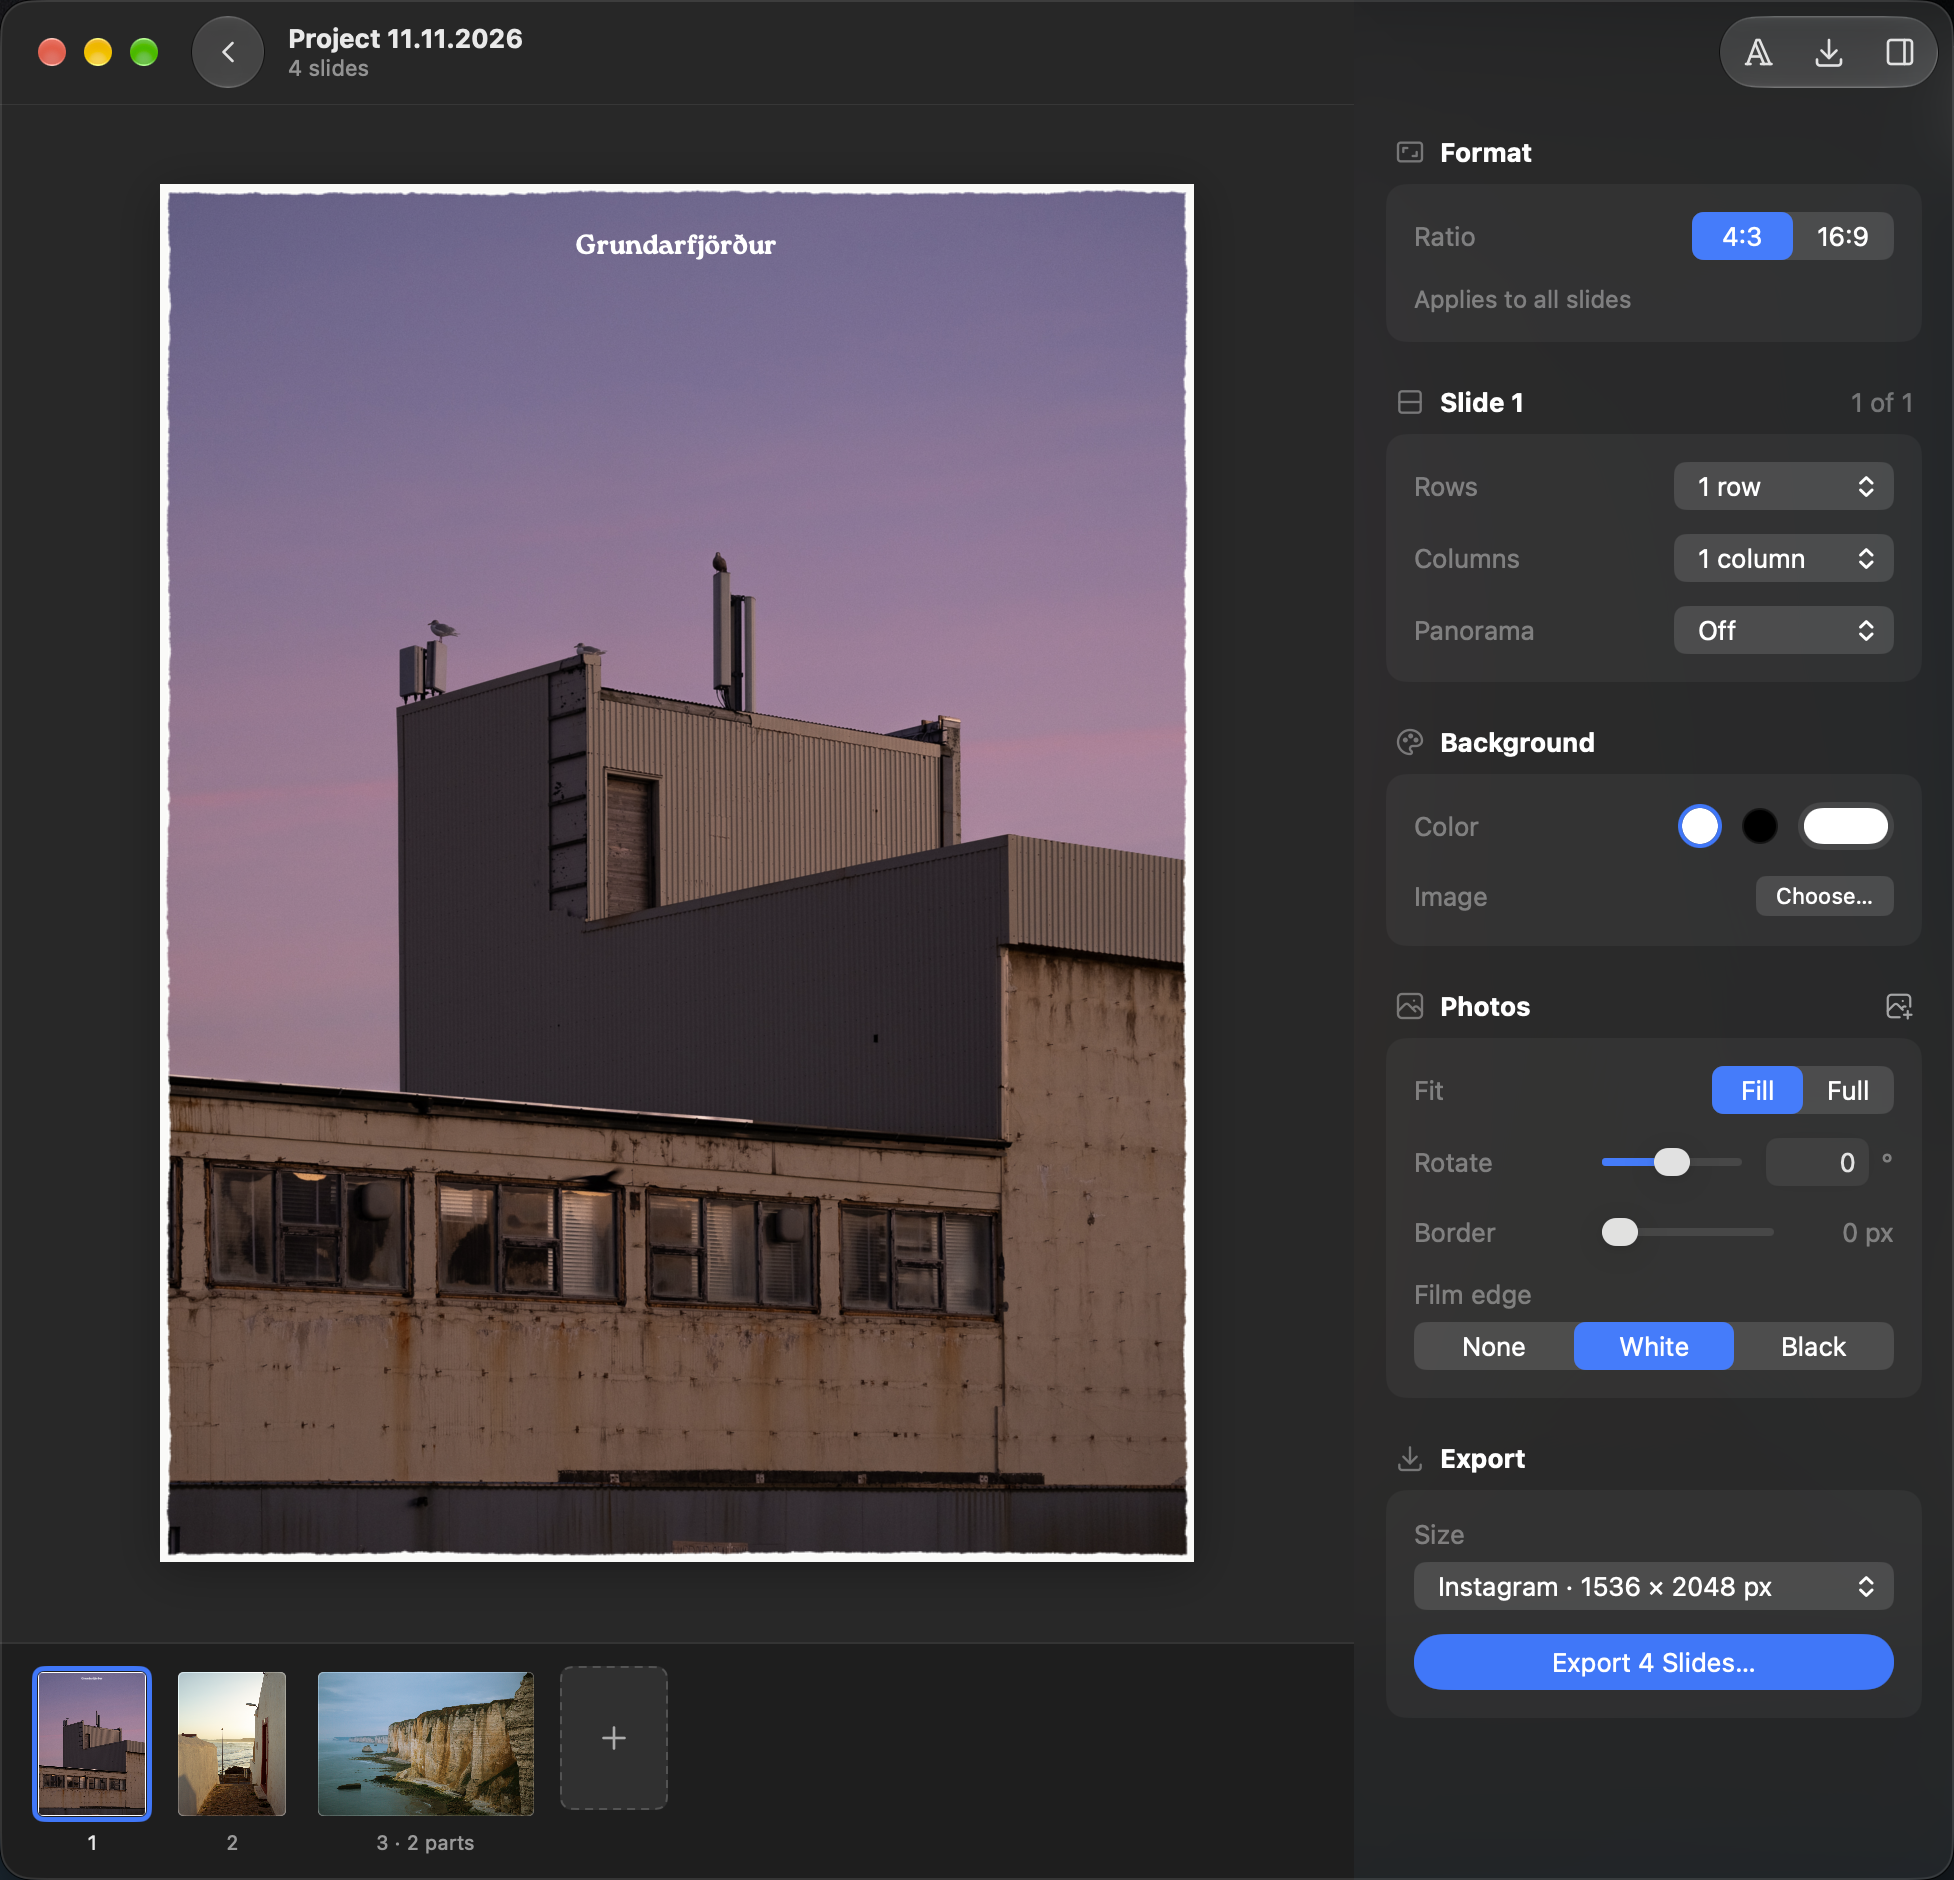 Project 11.11.2026
4 slides
Grundarfjörður
Format
Ratio
4:3
16:9
Applies to all slides
Slide 1
1 of 1
Rows
1 row
Columns
1 column
Panorama
Off
Background
Color
Image
Choose...
Photos
Fit
Fill
Full
Rotate
0 °
Border
0 px
Film edge
None
White
Black
Export
Size
Instagram · 1536 × 2048 px
Export 4 Slides...
1
2
3 · 2 parts